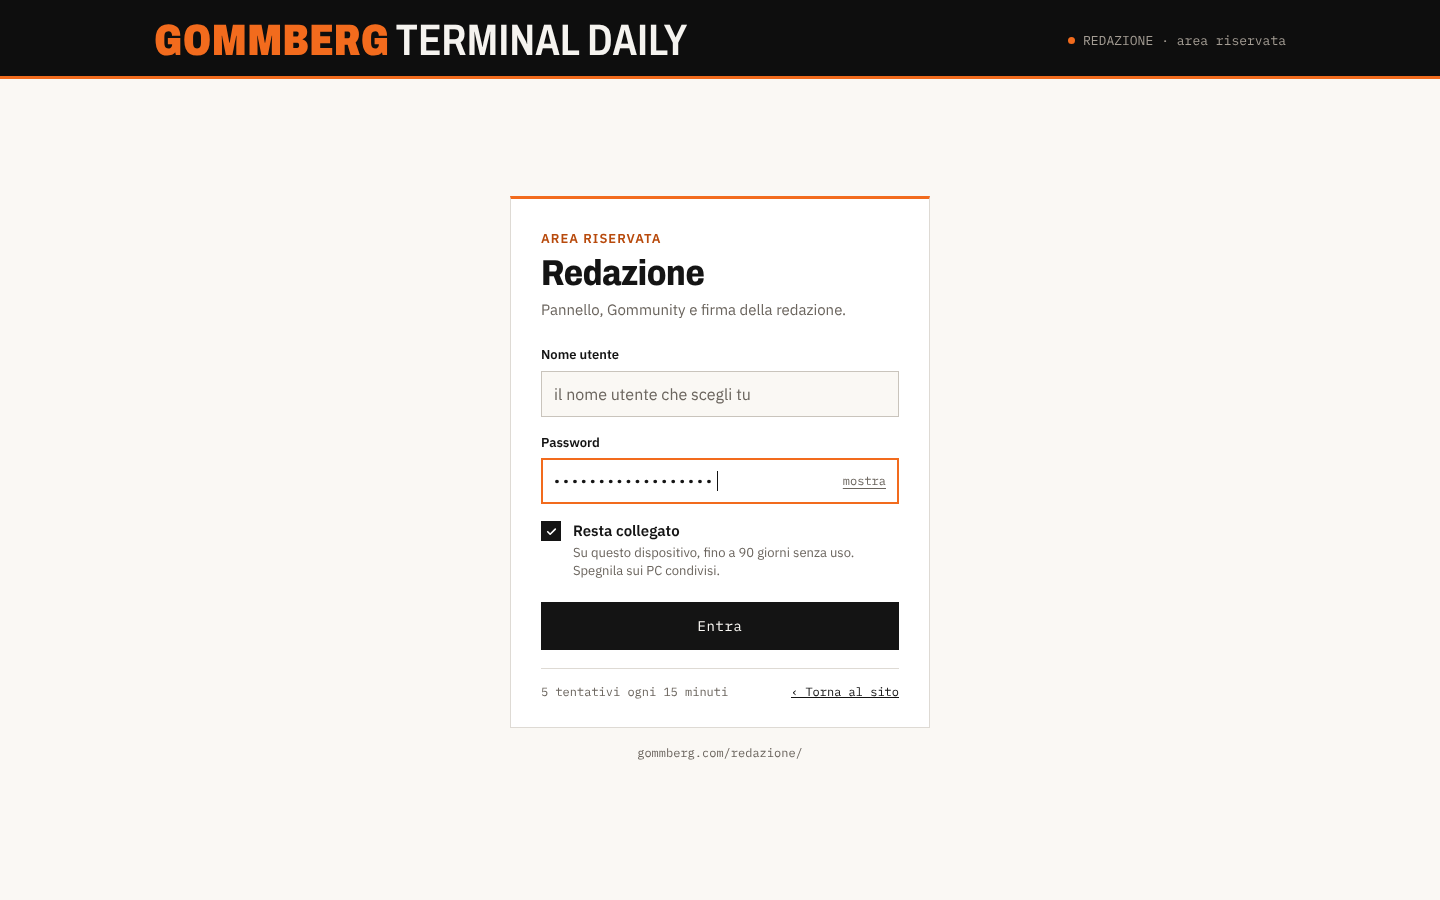 GOMMBERG TERMINAL DAILY
REDAZIONE · area riservata
AREA RISERVATA
Redazione
Pannello, Gommunity e firma della redazione.
Nome utente
il nome utente che scegli tu
Password
••••••••••••••••••
mostra
Resta collegato
Su questo dispositivo, fino a 90 giorni senza uso.
Spegnila sui PC condivisi.
Entra
5 tentativi ogni 15 minuti
‹ Torna al sito
gommberg.com/redazione/